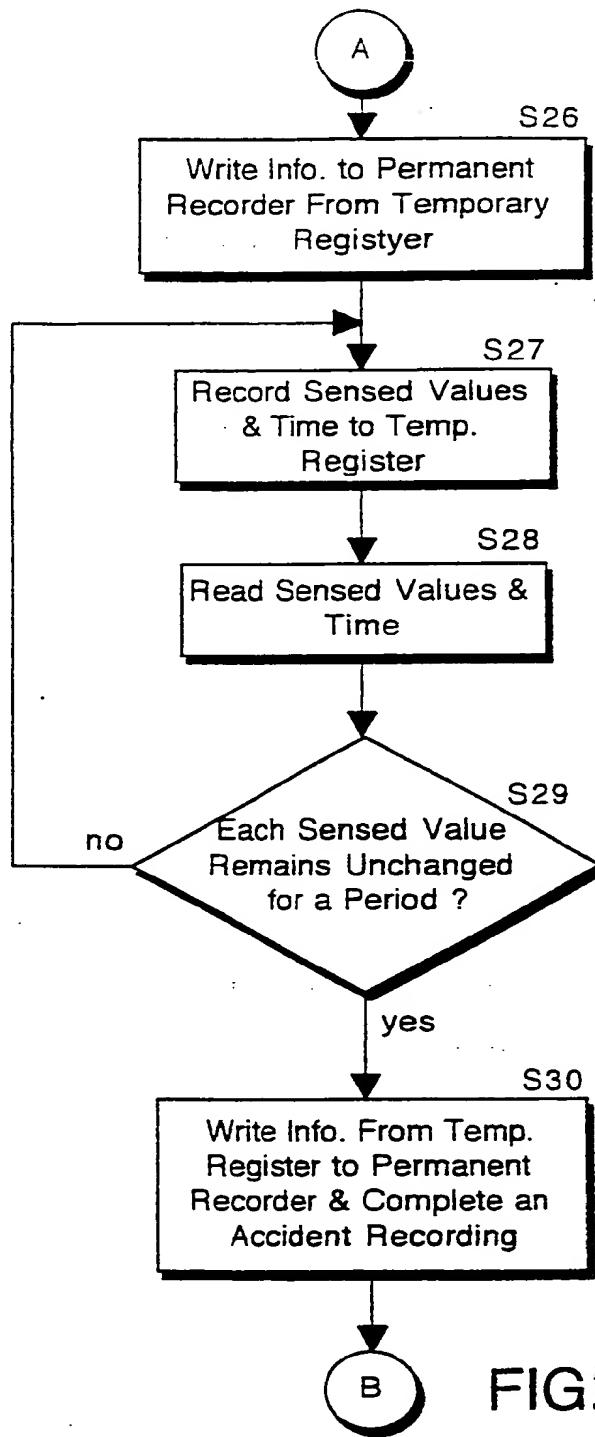 A
S26
Write Info. to Permanent
Recorder From Temporary
Registyer
S27
Record Sensed Values
& Time to Temp.
Register
S28
Read Sensed Values &
Time
S29
Each Sensed Value
Remains Unchanged
for a Period ?
no
yes
S30
Write Info. From Temp.
Register to Permanent
Recorder & Complete an
Accident Recording
B
FIG